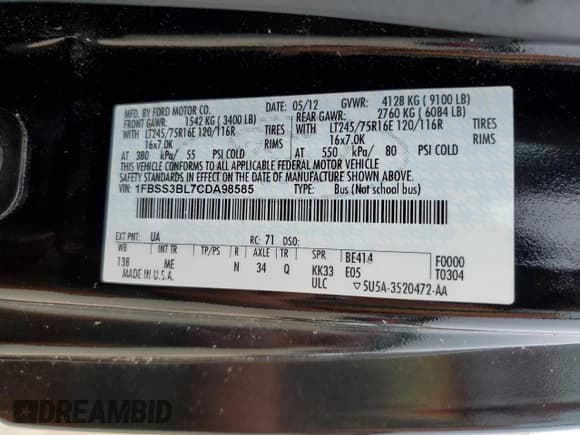 MFD. BY FORD MOTOR CO. DATE: 05/12 GVWR: 4128 KG ( 9100 LB)
FRONT GAWR: 1542 KG ( 3400 LB) REAR GAWR: 2760 KG ( 6084 LB)
WITH LT245/75R16E 120/116R TIRES WITH LT245/75R16E 120/116R TIRES
16x7.0K RIMS 16x7.0K RIMS
AT 380 kPa/ 55 PSI COLD AT 550 kPa/ 80 PSI COLD
THIS VEHICLE CONFORMS TO ALL APPLICABLE FEDERAL MOTOR VEHICLE
SAFETY STANDARDS IN EFFECT ON THE DATE OF MANUFACTURE SHOWN ABOVE.
VIN: 1FBSS3BL7CDA98585 TYPE: Bus (Not school bus)
EXT PNT: UA RC: 71 DSO:
WB INT TR TP/PS R AXLE TR SPR BE414 F0000
138 ME N 34 Q KK33 E05 T0304
MADE IN U.S.A. ULC ▽5U5A-3520472-AA
DREAMBID